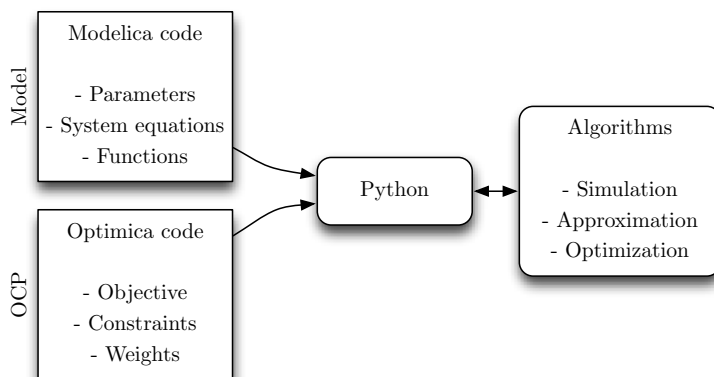 Model
Modelica code
- Parameters
- System equations
- Functions
OCP
Optimica code
- Objective
- Constraints
- Weights
Python
Algorithms
- Simulation
- Approximation
- Optimization